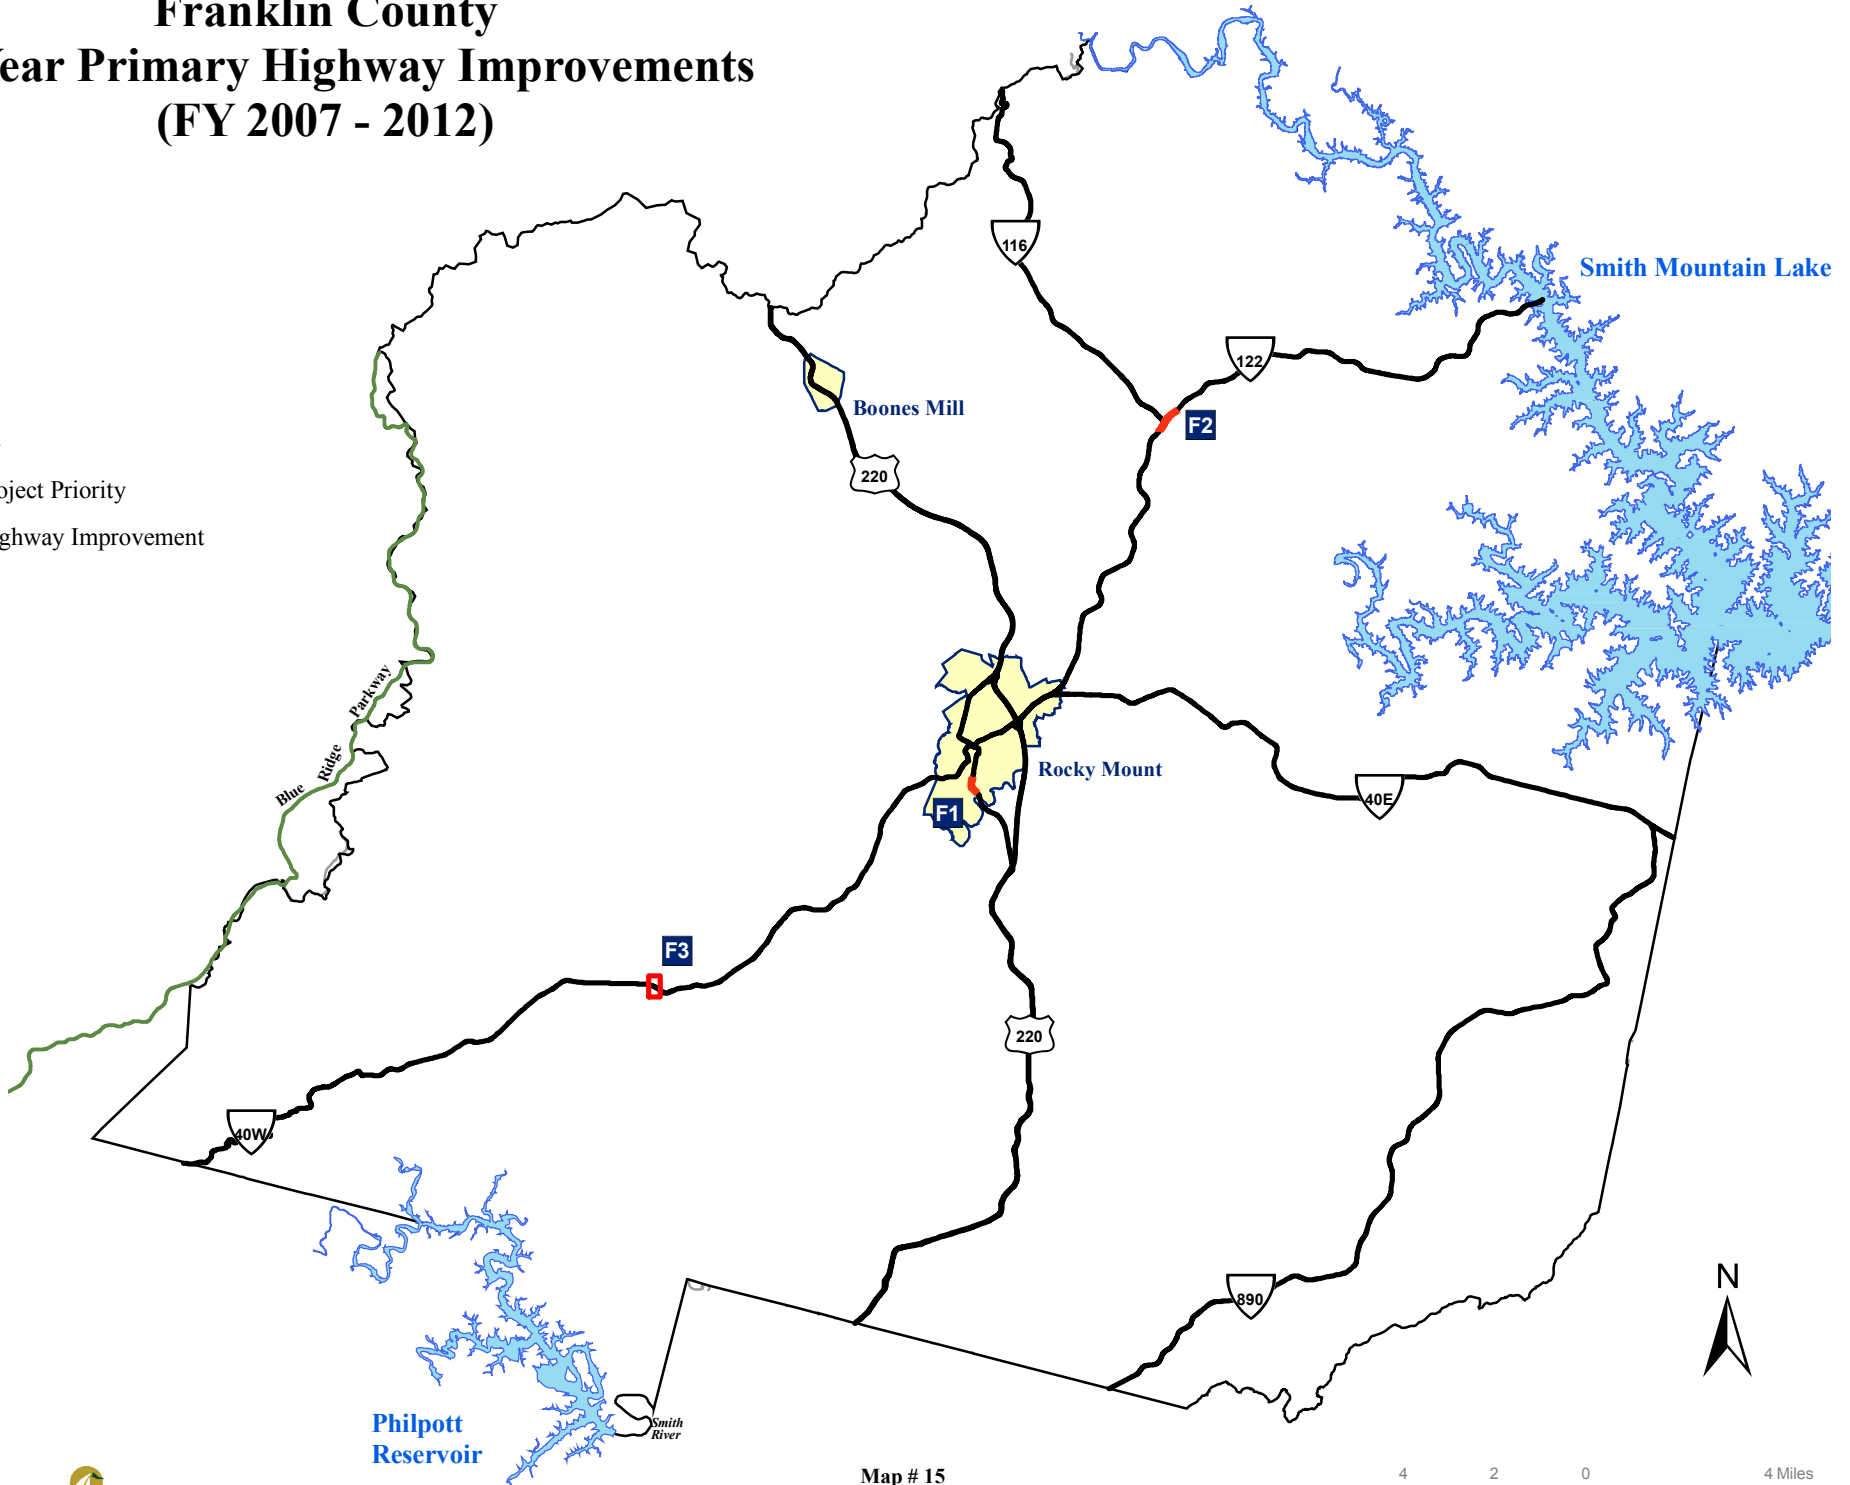 Franklin County
ear Primary Highway Improvements
(FY 2007 - 2012)
116
Smith Mountain Lake
122
Boones Mill
F2
220
oject Priority
ghway Improvement
Blue Ridge Parkway
Rocky Mount
40E
F1
F3
220
40W
890
N
Philpott
Reservoir
Smith
River
Map # 15
4 2 0 4 Miles